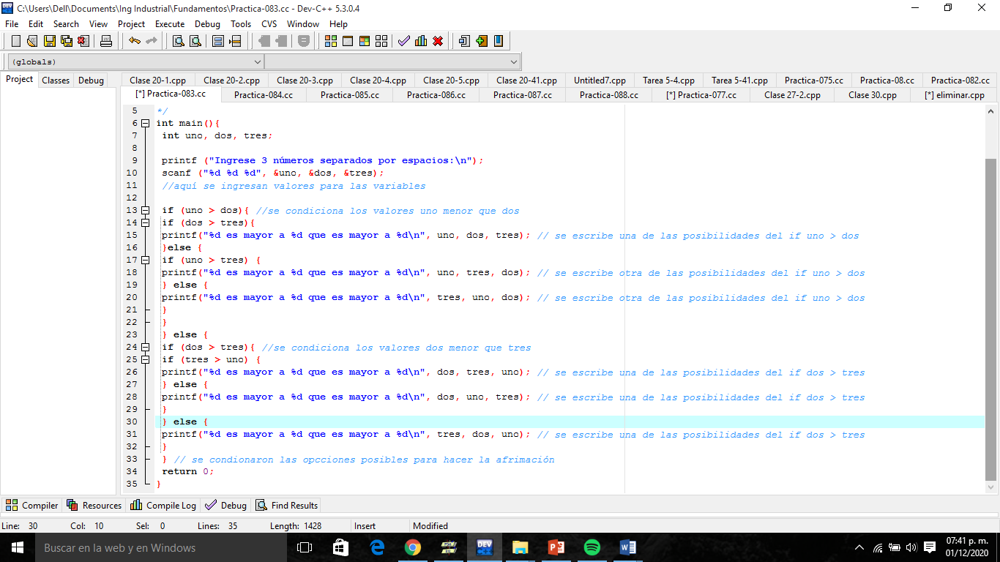 C:\Users\Dell\Documents\Ing Industrial\Fundamentos\Practica-083.cc - Dev-C++ 5.3.0.4
File Edit Search View Project Execute Debug Tools CVS Window Help
(globals)
Project Classes Debug
Clase 20-1.cpp Clase 20-2.cpp Clase 20-3.cpp Clase 20-4.cpp Clase 20-5.cpp Clase 20-41.cpp Untitled7.cpp Tarea 5-4.cpp Tarea 5-41.cpp Practica-075.cc Practica-08.cc Practica-082.cc
[*] Practica-083.cc Practica-084.cc Practica-085.cc Practica-086.cc Practica-087.cc Practica-088.cc [*] Practica-077.cc Clase 27-2.cpp Clase 30.cpp [*] eliminar.cpp
5 */
6 int main(){
7 int uno, dos, tres;
8
9 printf ("Ingrese 3 números separados por espacios:\n");
10 scanf ("%d %d %d", &uno, &dos, &tres);
11 //aquí se ingresan valores para las variables
12
13 if (uno > dos){ //se condiciona los valores uno menor que dos
14 if (dos > tres){
15 printf("%d es mayor a %d que es mayor a %d\n", uno, dos, tres); // se escribe una de las posibilidades del if uno > dos
16 }else {
17 if (uno > tres) {
18 printf("%d es mayor a %d que es mayor a %d\n", uno, tres, dos); // se escribe otra de las posibilidades del if uno > dos
19 } else {
20 printf("%d es mayor a %d que es mayor a %d\n", tres, uno, dos); // se escribe otra de las posibilidades del if uno > dos
21 }
22 }
23 } else {
24 if (dos > tres){ //se condiciona los valores dos menor que tres
25 if (tres > uno) {
26 printf("%d es mayor a %d que es mayor a %d\n", dos, tres, uno); // se escribe una de las posibilidades del if dos > tres
27 } else {
28 printf("%d es mayor a %d que es mayor a %d\n", dos, uno, tres); // se escribe una de las posibilidades del if dos > tres
29 }
30 } else {
31 printf("%d es mayor a %d que es mayor a %d\n", tres, dos, uno); // se escribe una de las posibilidades del if dos > tres
32 }
33 } // se condionaron las opcciones posibles para hacer la afrimación
34 return 0;
35 }
Compiler Resources Compile Log Debug Find Results
Line: 30 Col: 10 Sel: 0 Lines: 35 Length: 1428 Insert Modified
Buscar en la web y en Windows
07:41 p. m.
01/12/2020